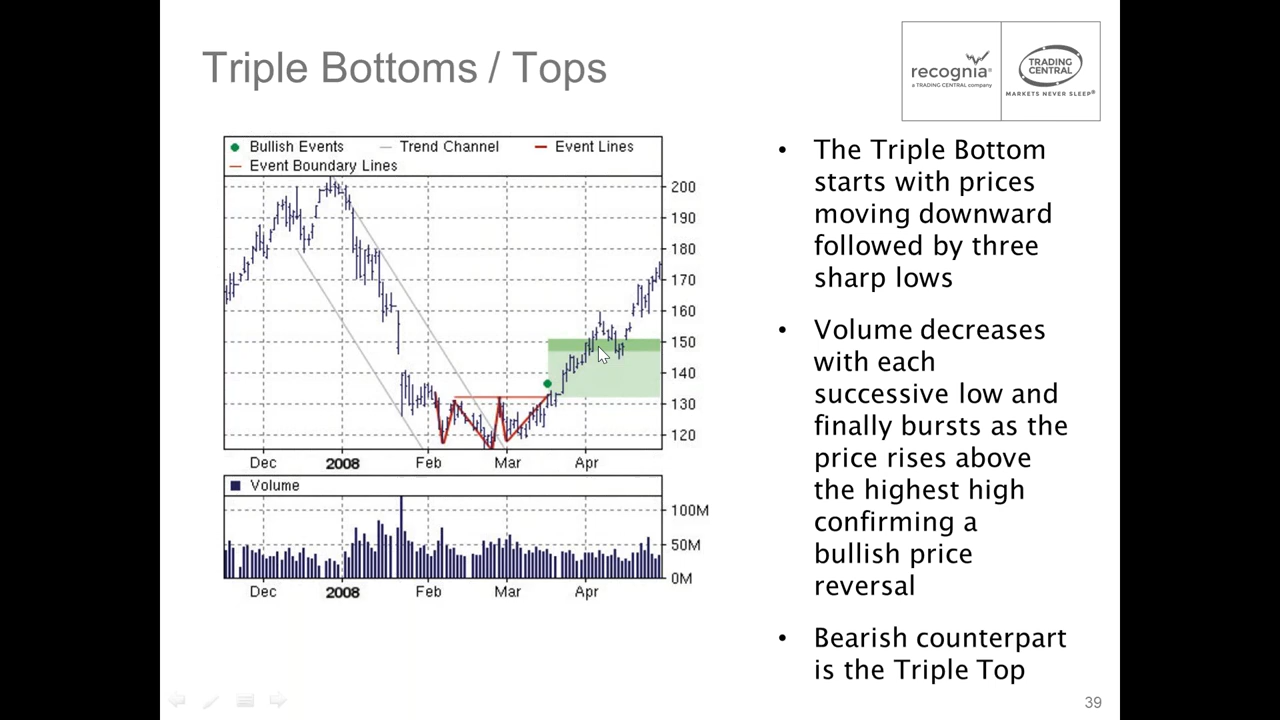 Triple Bottoms / Tops
recognia®
a TRADING CENTRAL company
TRADING
CENTRAL
MARKETS NEVER SLEEP®
Bullish Events
Trend Channel
Event Lines
Event Boundary Lines
200
190
180
170
160
150
140
130
120
Dec
2008
Feb
Mar
Apr
Volume
100M
50M
0M
Dec
2008
Feb
Mar
Apr
• The Triple Bottom
starts with prices
moving downward
followed by three
sharp lows
• Volume decreases
with each
successive low and
finally bursts as the
price rises above
the highest high
confirming a
bullish price
reversal
• Bearish counterpart
is the Triple Top
39